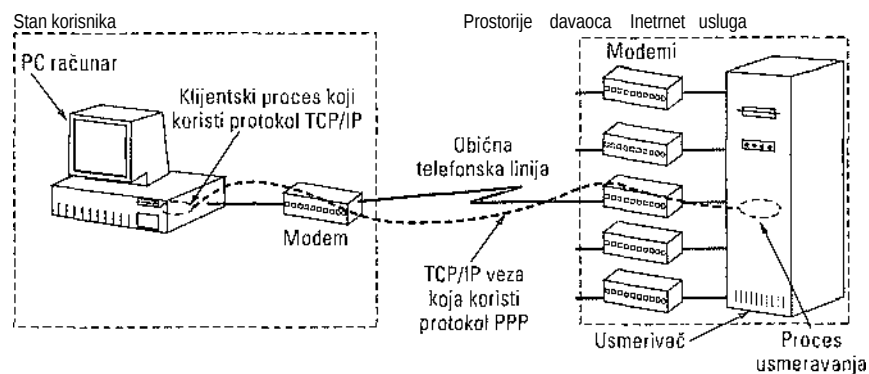 Stan korisnika
Prostorije davaoca Inetrnet usluga
PC računar
Klijentski proces koji
koristi protokol TCP/IP
Modem
Obična
telefonska linija
TCP/IP veza
koja koristi
protokol PPP
Modemi
Usmerivač
Proces
usmeravanja